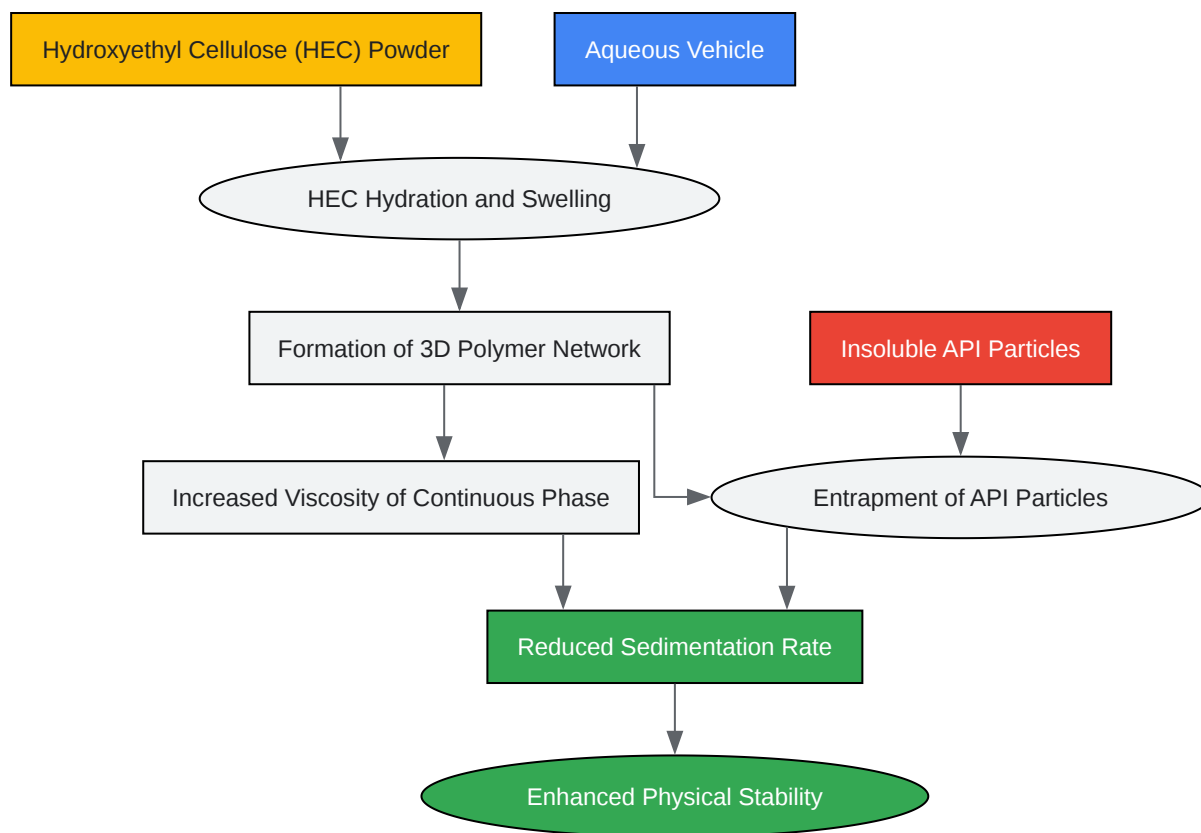 Hydroxyethyl Cellulose (HEC) Powder
Aqueous Vehicle
HEC Hydration and Swelling
Formation of 3D Polymer Network
Insoluble API Particles
Increased Viscosity of Continuous Phase
Entrapment of API Particles
Reduced Sedimentation Rate
Enhanced Physical Stability